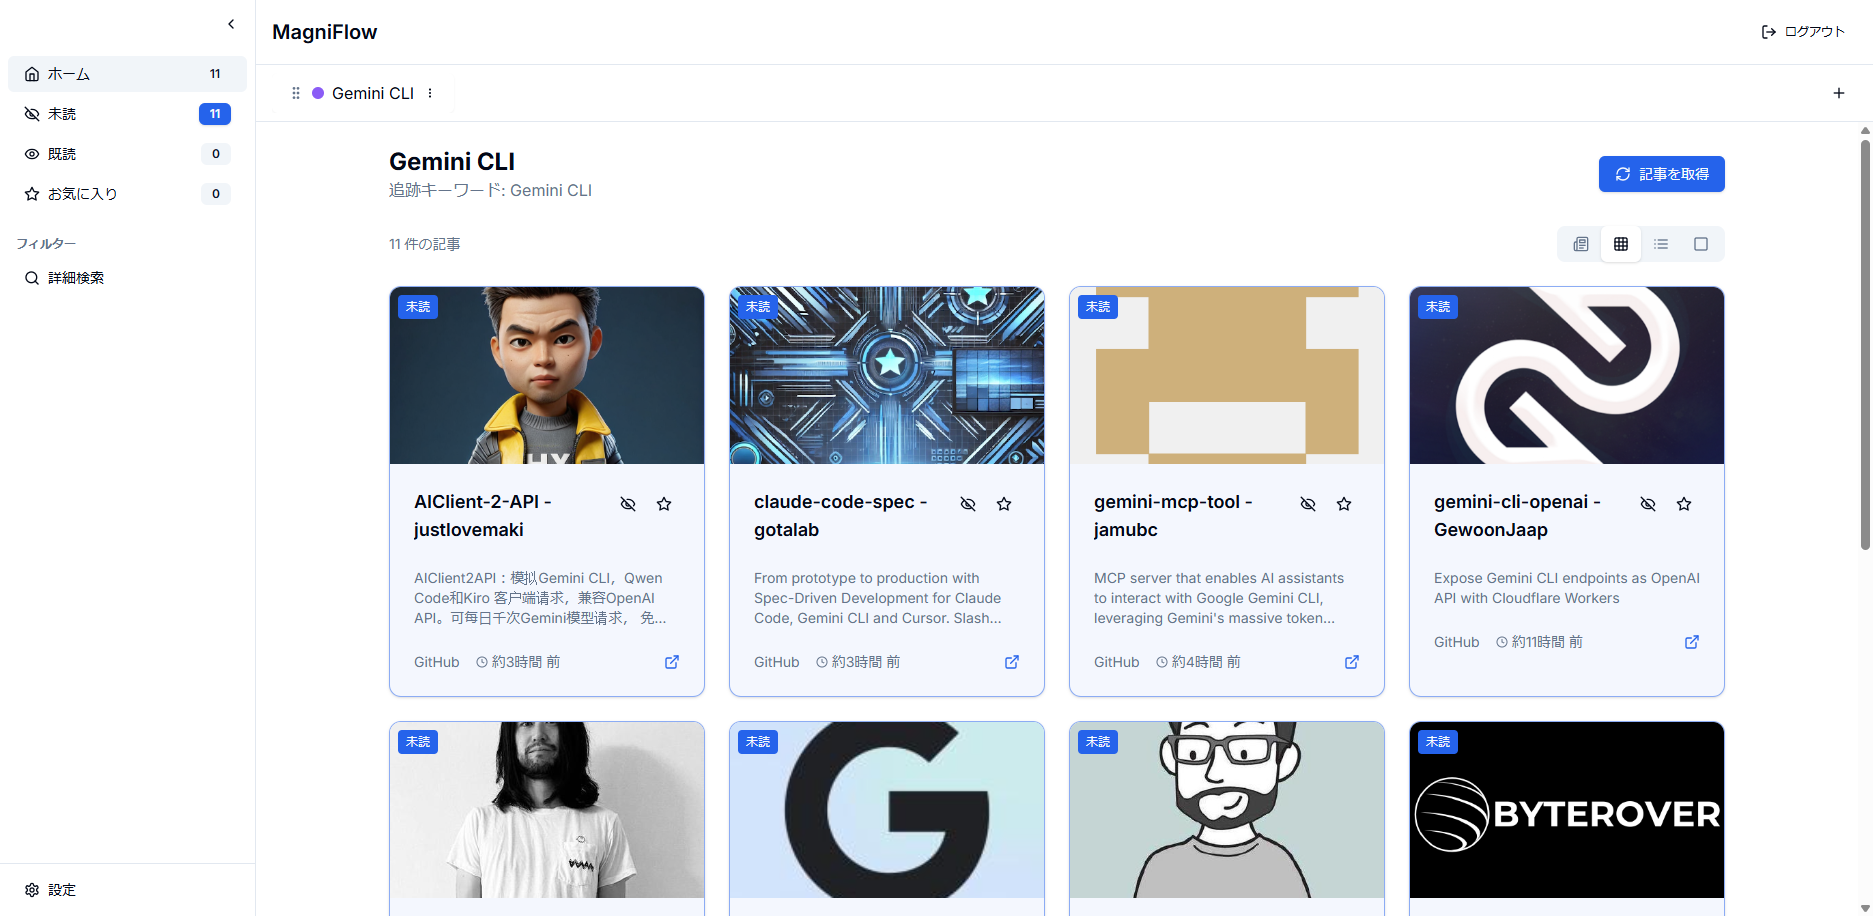 MagniFlow
ログアウト
ホーム 11
未読 11
既読 0
お気に入り 0
フィルター
詳細検索
設定
Gemini CLI
Gemini CLI
追跡キーワード: Gemini CLI
記事を取得
11 件の記事
未読
AIClient-2-API -
justlovemaki
AIClient2API：模拟Gemini CLI，Qwen
Code和Kiro 客户端请求，兼容OpenAI
API。可每日千次Gemini模型请求， 免...
GitHub 約3時間 前
未読
claude-code-spec -
gotalab
From prototype to production with
Spec-Driven Development for Claude
Code, Gemini CLI and Cursor. Slash...
GitHub 約3時間 前
未読
gemini-mcp-tool -
jamubc
MCP server that enables AI assistants
to interact with Google Gemini CLI,
leveraging Gemini's massive token...
GitHub 約4時間 前
未読
gemini-cli-openai -
GewoonJaap
Expose Gemini CLI endpoints as OpenAI
API with Cloudflare Workers
GitHub 約11時間 前
未読
未読
G
未読
未読
BYTEROVER